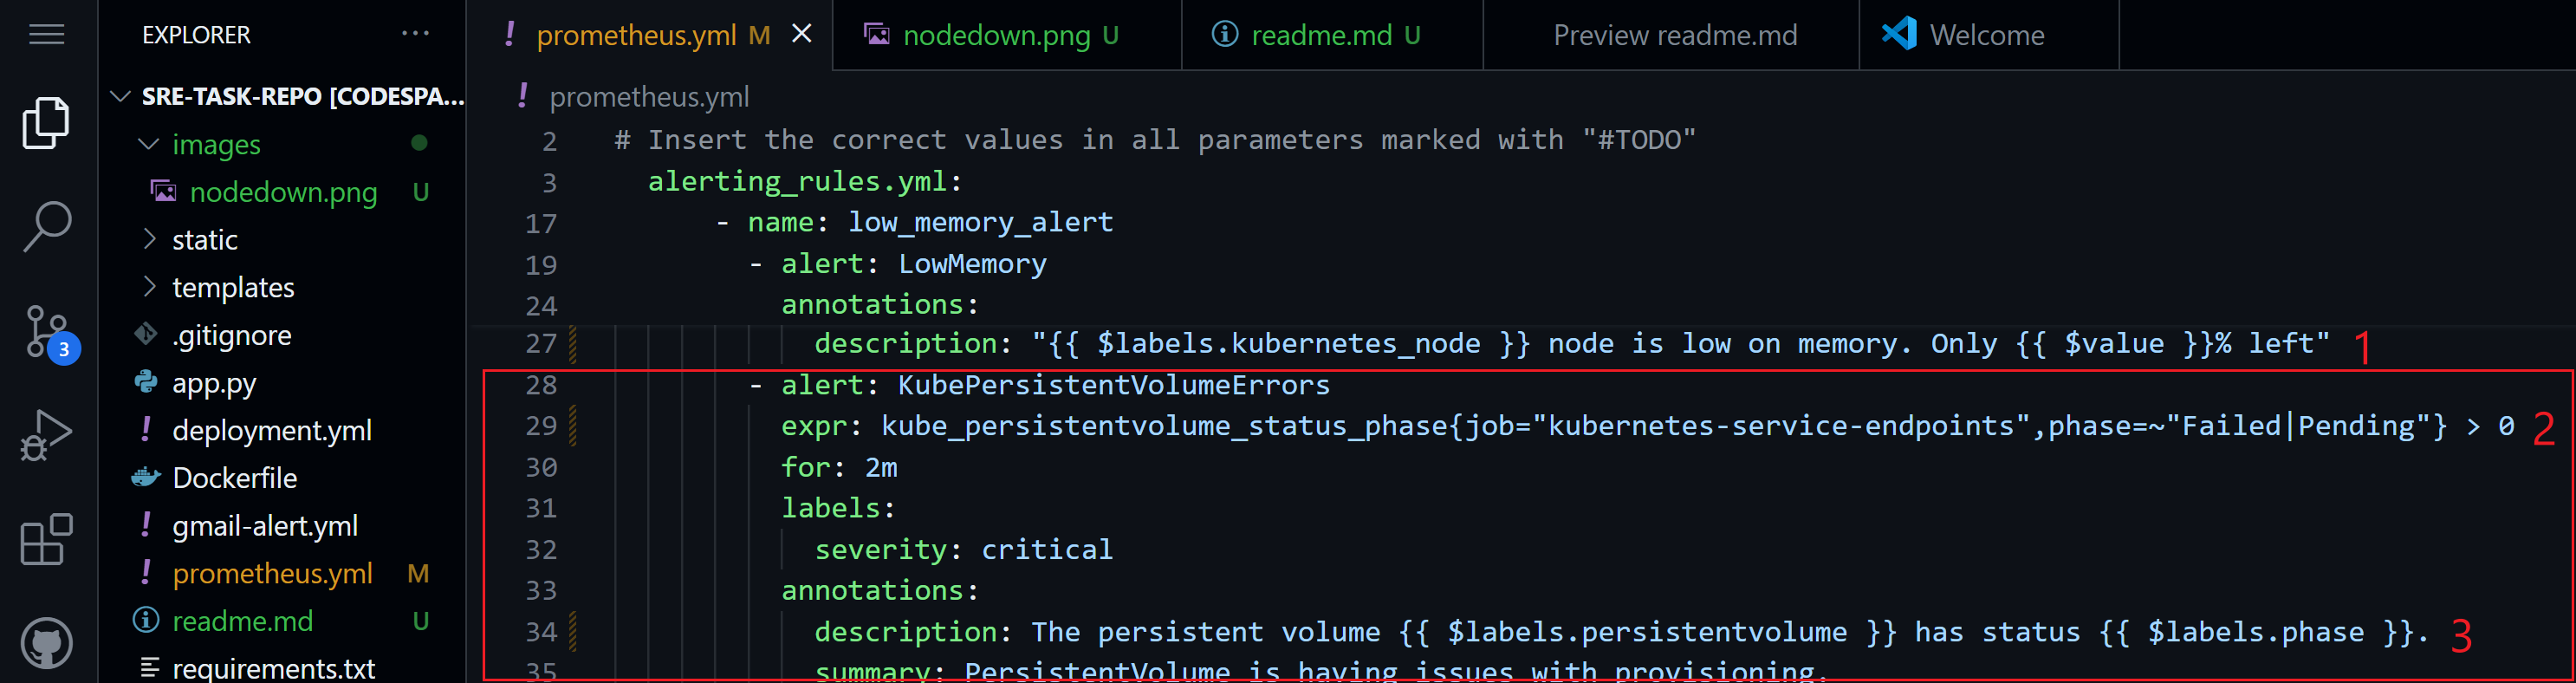 EXPLORER ...
SRE-TASK-REPO [CODESPA...
images
nodedown.png U
static
templates
.gitignore
app.py
deployment.yml
Dockerfile
gmail-alert.yml
prometheus.yml M
readme.md U
requirements.txt
3
! prometheus.yml M
nodedown.png U
readme.md U
Preview readme.md
Welcome
! prometheus.yml
2 # Insert the correct values in all parameters marked with "#TODO"
3 alerting_rules.yml:
17 - name: low_memory_alert
19 - alert: LowMemory
24 annotations:
27 description: "{{ $labels.kubernetes_node }} node is low on memory. Only {{ $value }}% left" 1
28 - alert: KubePersistentVolumeErrors
29 expr: kube_persistentvolume_status_phase{job="kubernetes-service-endpoints",phase=~"Failed|Pending"} > 0 2
30 for: 2m
31 labels:
32 severity: critical
33 annotations:
34 description: The persistent volume {{ $labels.persistentvolume }} has status {{ $labels.phase }}. 3
35 summary: PersistentVolume is having issues with provisioning.